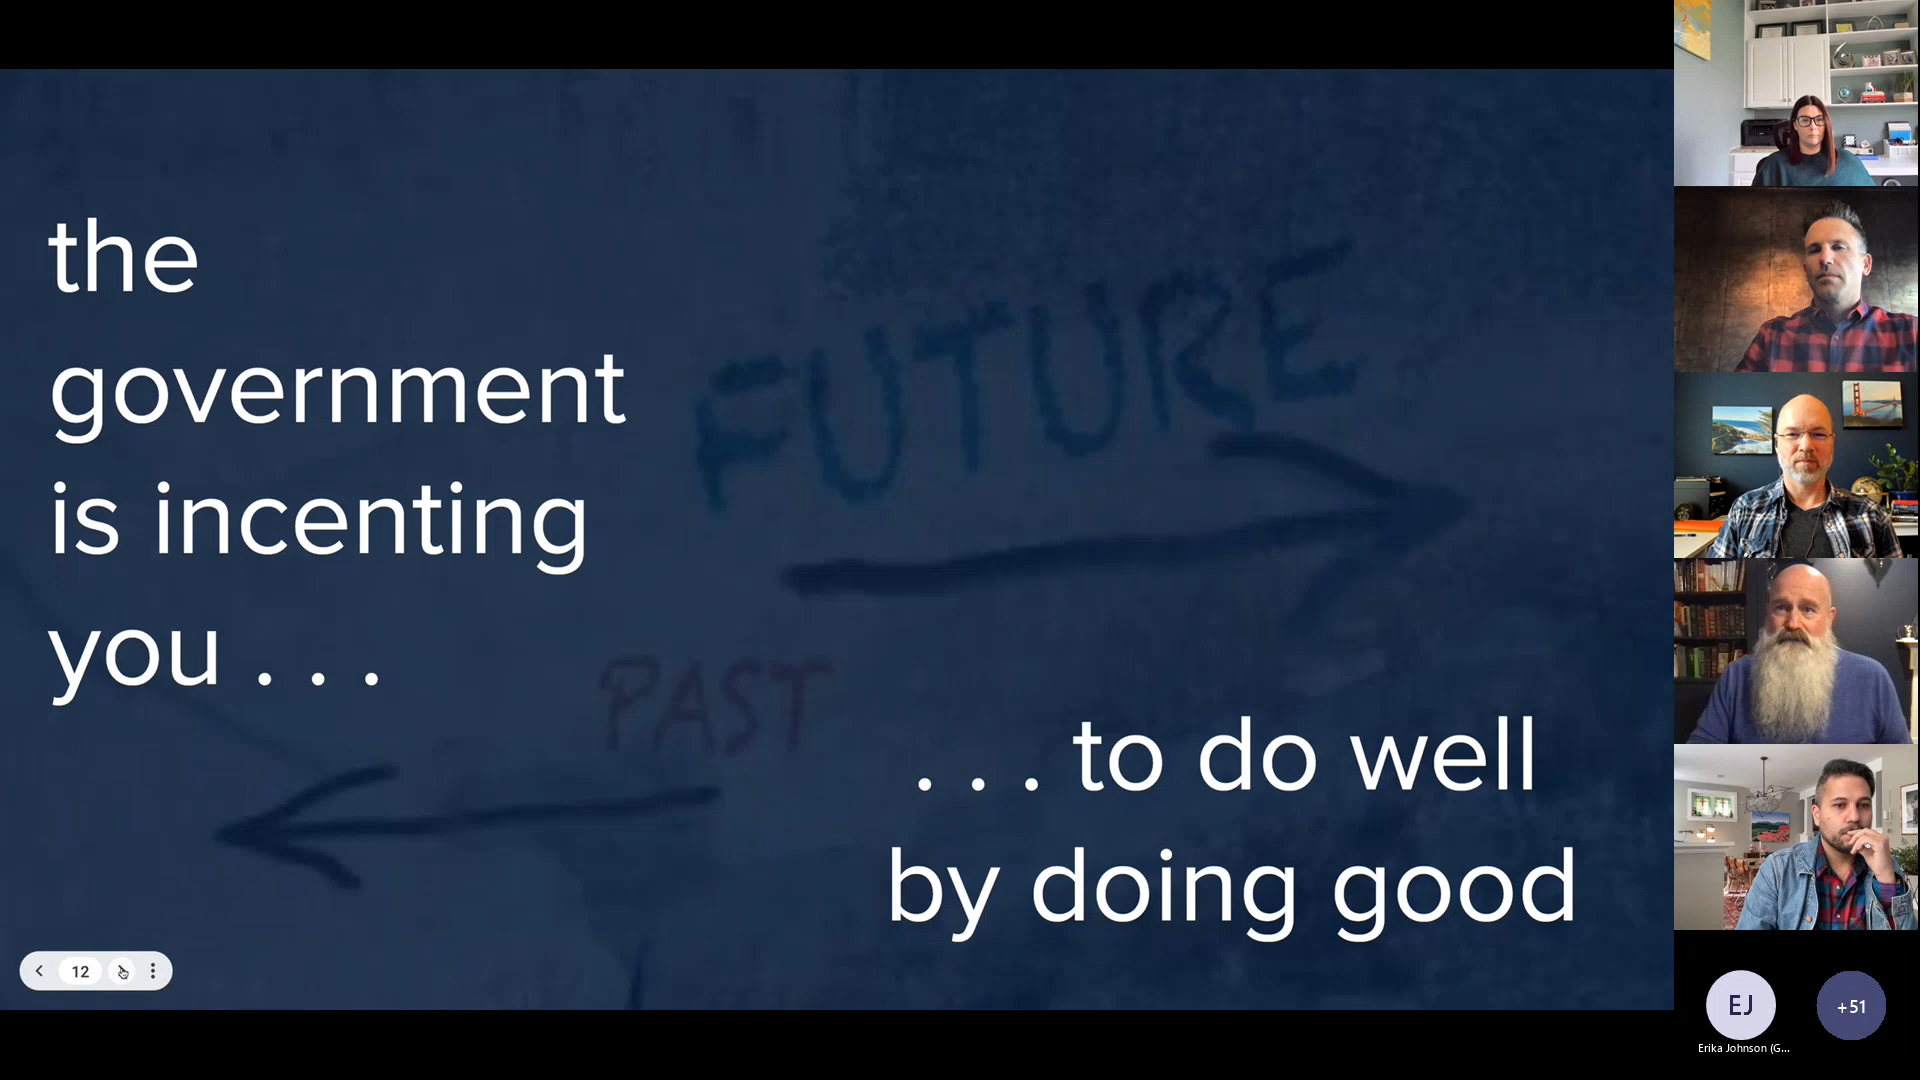 the
government
is incenting
you . . .
FUTURE
PAST
. . . to do well
by doing good
12
EJ
+51
Erika Johnson (G...